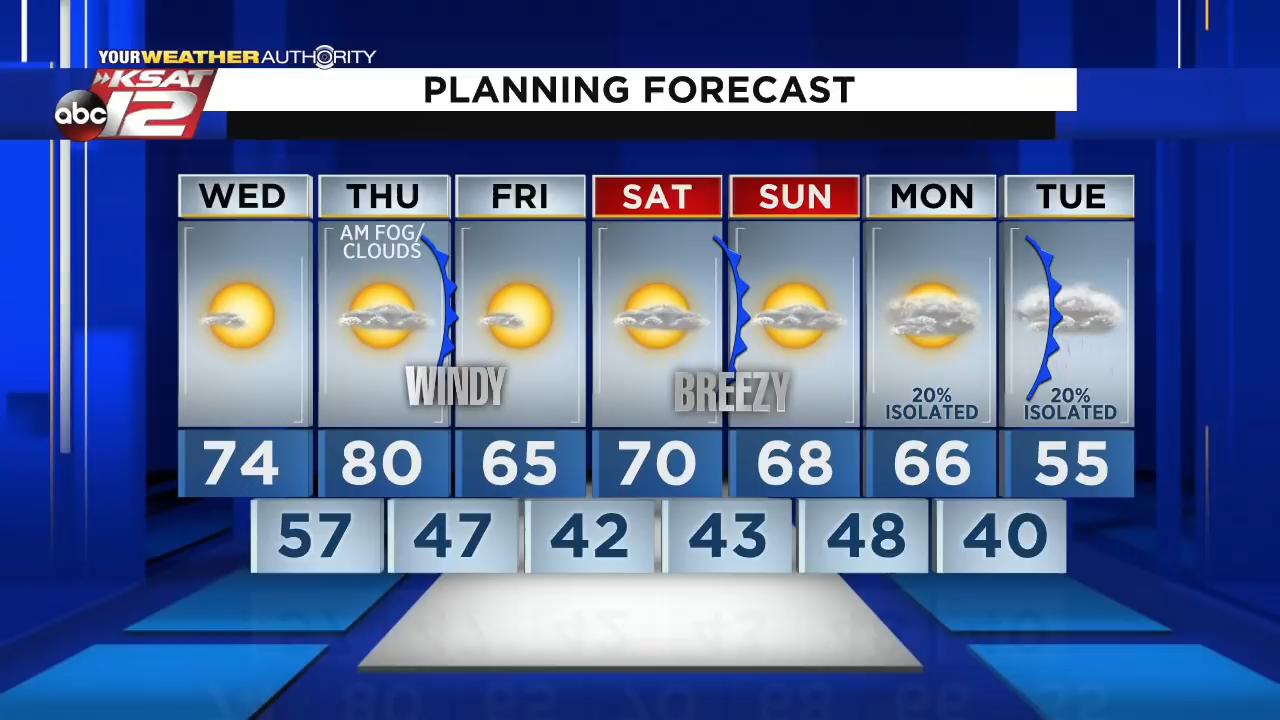 YOURWEATHERAUTHORITY
KSAT
abc 12
PLANNING FORECAST
WED THU FRI SAT SUN MON TUE
AM FOG/
CLOUDS
WINDY BREEZY
20% 20%
ISOLATED ISOLATED
74 80 65 70 68 66 55
57 47 42 43 48 40